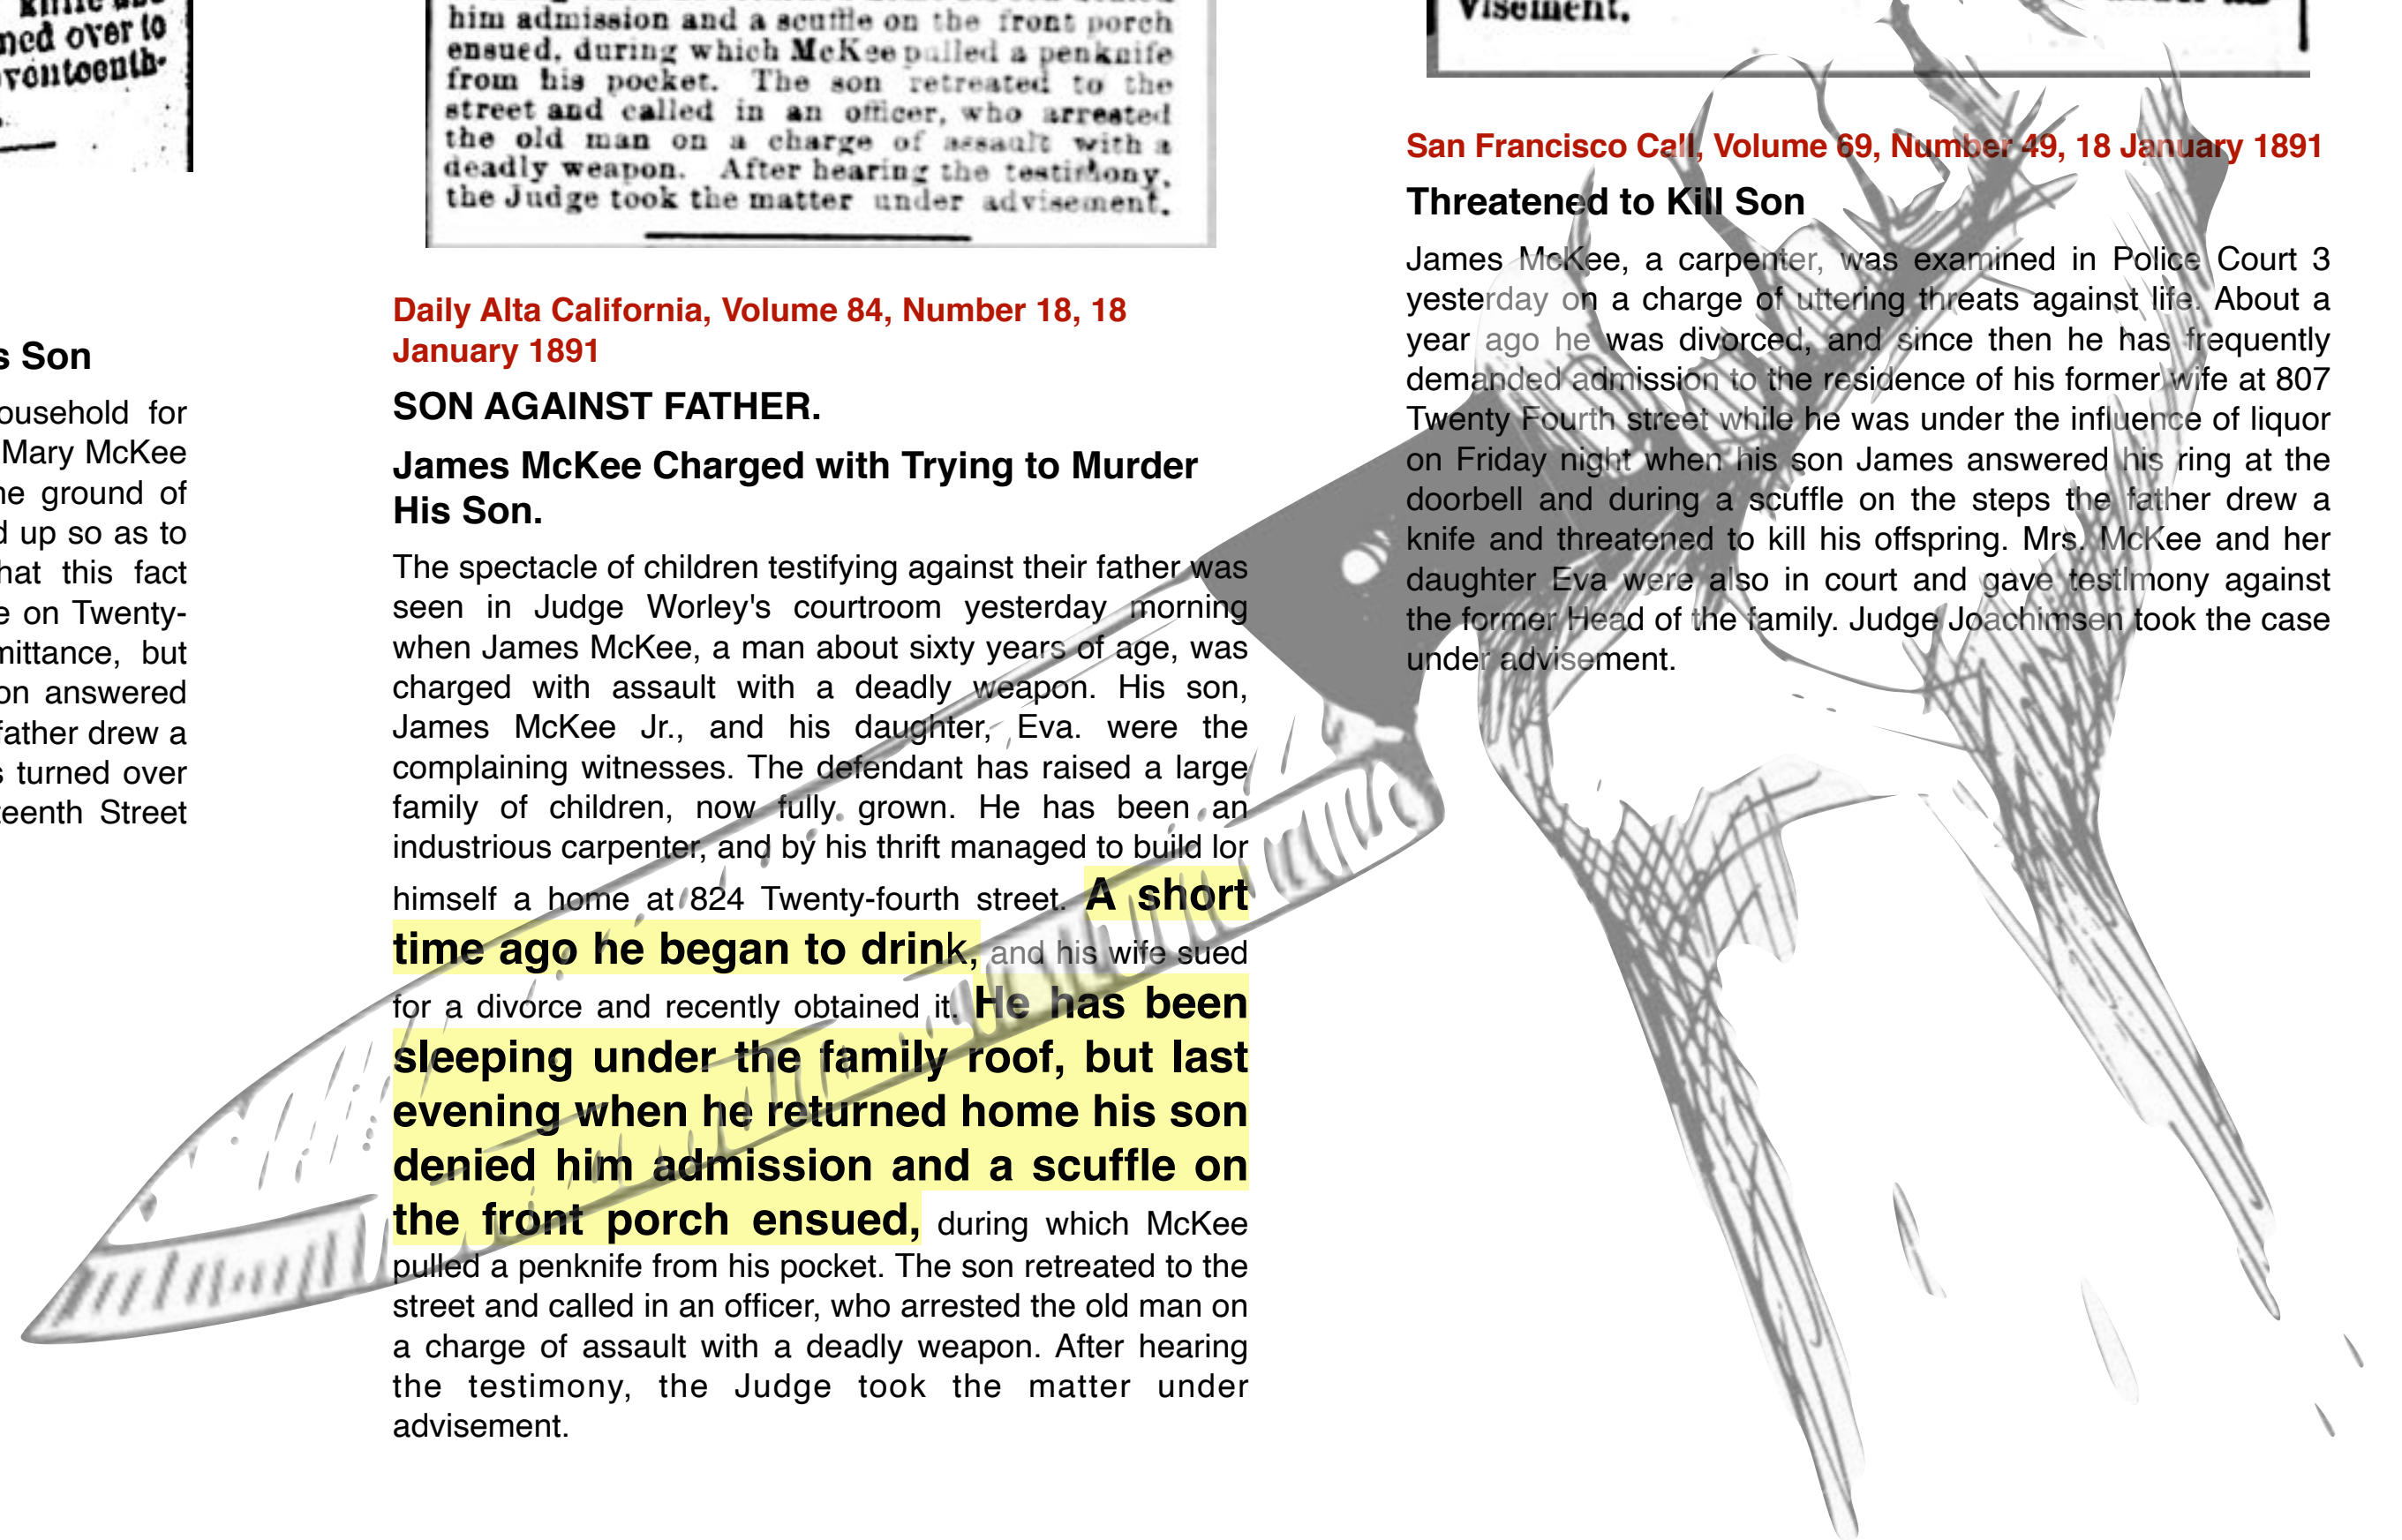 knife and
ned over to
venteenth-
s Son
ousehold for
Mary McKee
ne ground of
d up so as to
hat this fact
e on Twenty-
mittance, but
on answered
father drew a
s turned over
teenth Street
him admission and a scuffle on the front porch
ensued, during which McKee pulled a penknife
from his pocket. The son retreated to the
street and called in an officer, who arrested
the old man on a charge of assault with a
deadly weapon. After hearing the testimony,
the Judge took the matter under advisement.
Daily Alta California, Volume 84, Number 18, 18
January 1891
SON AGAINST FATHER.
James McKee Charged with Trying to Murder
His Son.
The spectacle of children testifying against their father was
seen in Judge Worley's courtroom yesterday morning
when James McKee, a man about sixty years of age, was
charged with assault with a deadly weapon. His son,
James McKee Jr., and his daughter, Eva. were the
complaining witnesses. The defendant has raised a large
family of children, now fully grown. He has been an
industrious carpenter, and by his thrift managed to build lor
himself a home at 824 Twenty-fourth street. A short
time ago he began to drink, and his wife sued
for a divorce and recently obtained it. He has been
sleeping under the family roof, but last
evening when he returned home his son
denied him admission and a scuffle on
the front porch ensued, during which McKee
pulled a penknife from his pocket. The son retreated to the
street and called in an officer, who arrested the old man on
a charge of assault with a deadly weapon. After hearing
the testimony, the Judge took the matter under
advisement.
visement.
San Francisco Call, Volume 69, Number 49, 18 January 1891
Threatened to Kill Son
James McKee, a carpenter, was examined in Police Court 3
yesterday on a charge of uttering threats against life. About a
year ago he was divorced, and since then he has frequently
demanded admission to the residence of his former wife at 807
Twenty Fourth street while he was under the influence of liquor
on Friday night when his son James answered his ring at the
doorbell and during a scuffle on the steps the father drew a
knife and threatened to kill his offspring. Mrs. McKee and her
daughter Eva were also in court and gave testlmony against
the former Head of the family. Judge Joachimsen took the case
under advisement.